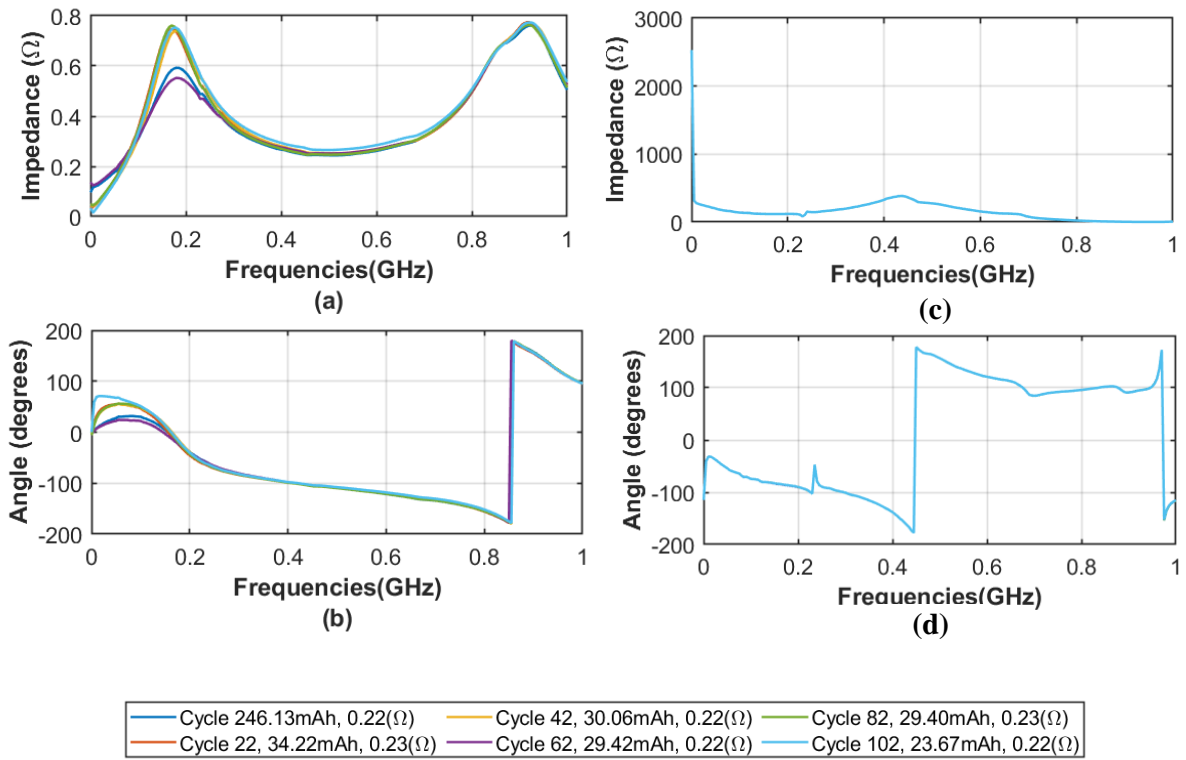 0.8
0.6
0.4
0.2
0
Impedance (Ω)
0 0.2 0.4 0.6 0.8 1
Frequencies(GHz)
(a)
3000
2000
1000
0
Impedance (Ω)
0 0.2 0.4 0.6 0.8 1
Frequencies(GHz)
(c)
200
100
0
-100
-200
Angle (degrees)
0 0.2 0.4 0.6 0.8 1
Frequencies(GHz)
(b)
200
100
0
-100
-200
Angle (degrees)
0 0.2 0.4 0.6 0.8 1
Frequencies(GHz)
(d)
Cycle 246.13mAh, 0.22(Ω) Cycle 42, 30.06mAh, 0.22(Ω) Cycle 82, 29.40mAh, 0.23(Ω)
Cycle 22, 34.22mAh, 0.23(Ω) Cycle 62, 29.42mAh, 0.22(Ω) Cycle 102, 23.67mAh, 0.22(Ω)